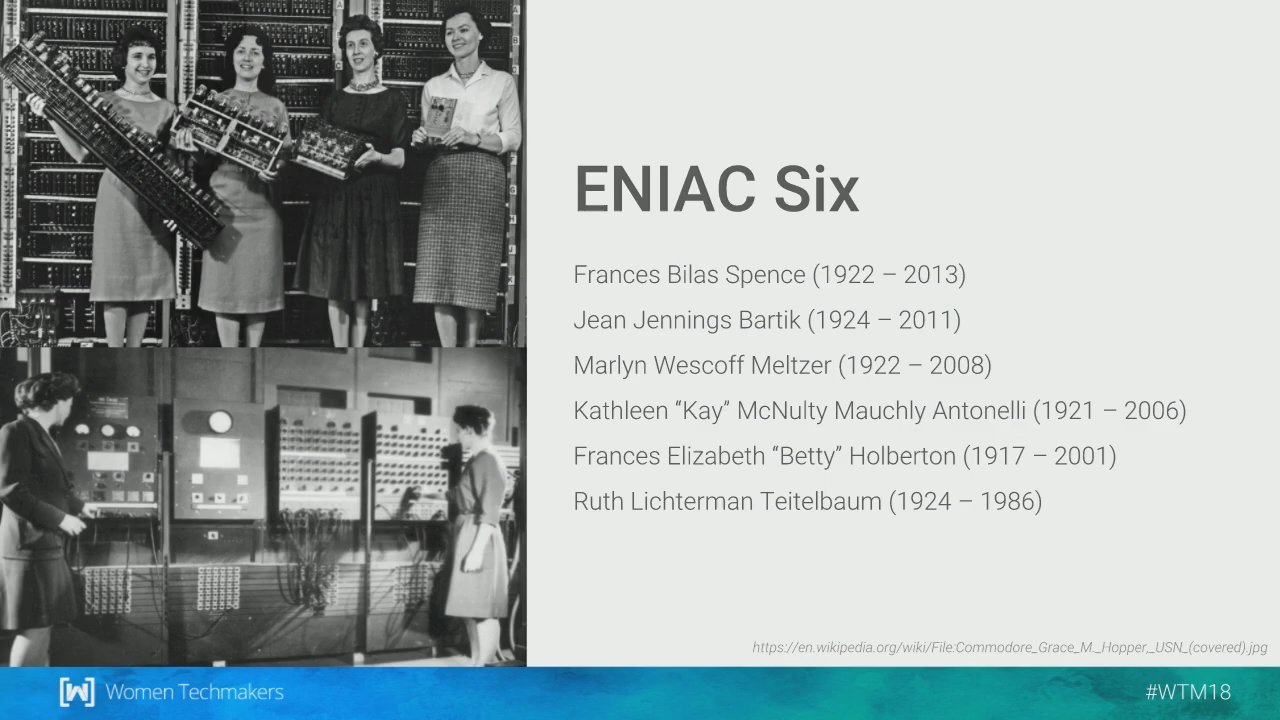 ENIAC Six
Frances Bilas Spence (1922 – 2013)
Jean Jennings Bartik (1924 – 2011)
Marlyn Wescoff Meltzer (1922 – 2008)
Kathleen “Kay” McNulty Mauchly Antonelli (1921 – 2006)
Frances Elizabeth “Betty” Holberton (1917 – 2001)
Ruth Lichterman Teitelbaum (1924 – 1986)
https://en.wikipedia.org/wiki/File:Commodore_Grace_M._Hopper,_USN_(covered).jpg
[W] Women Techmakers
#WTM18